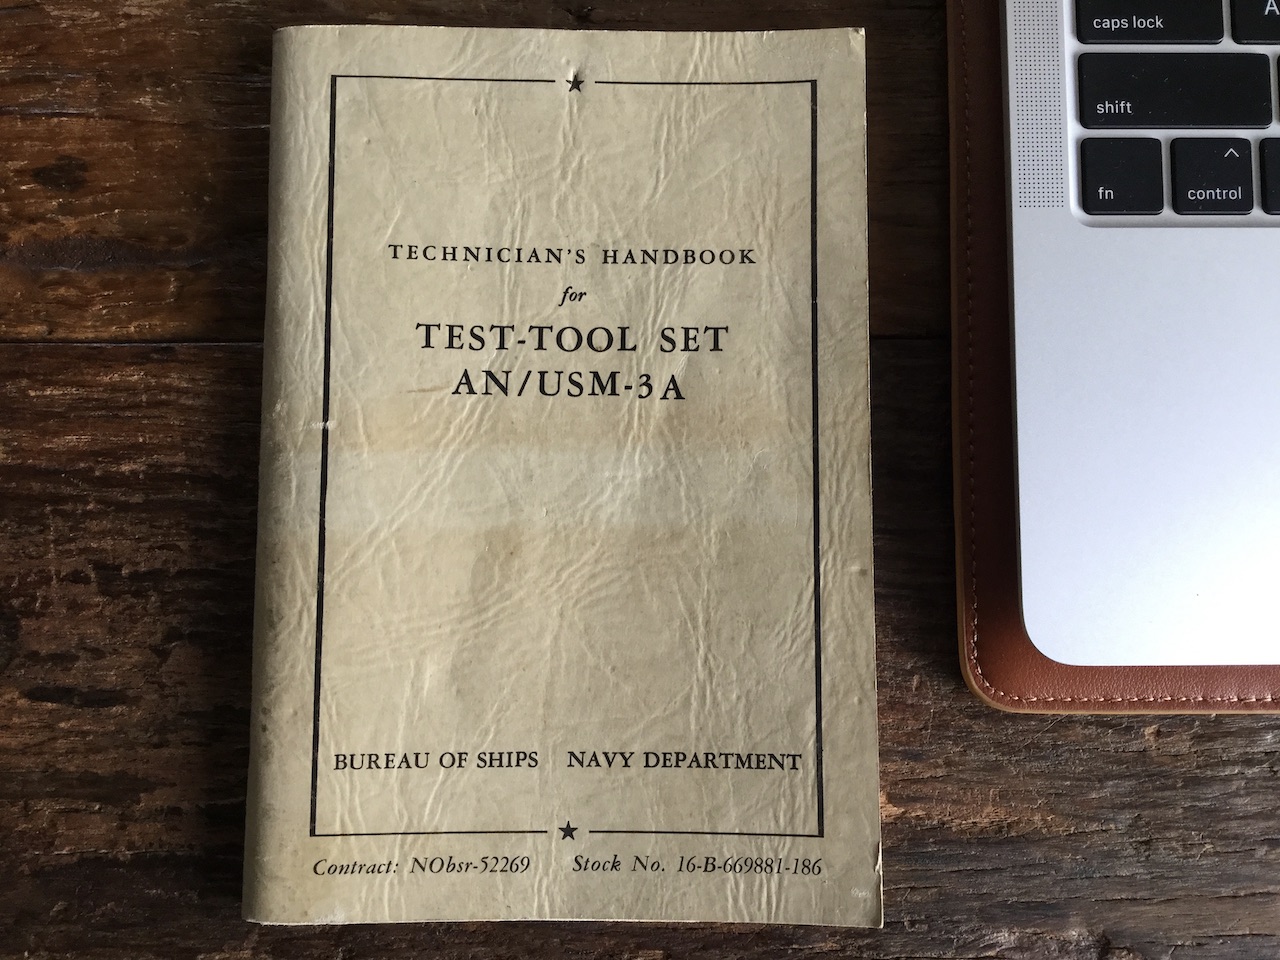 TECHNICIAN'S HANDBOOK
for
TEST-TOOL SET
AN/USM-3A
BUREAU OF SHIPS NAVY DEPARTMENT
Contract: NObsr-52269 Stock No. 16-B-669881-186
caps lock
A
shift
fn
^
control